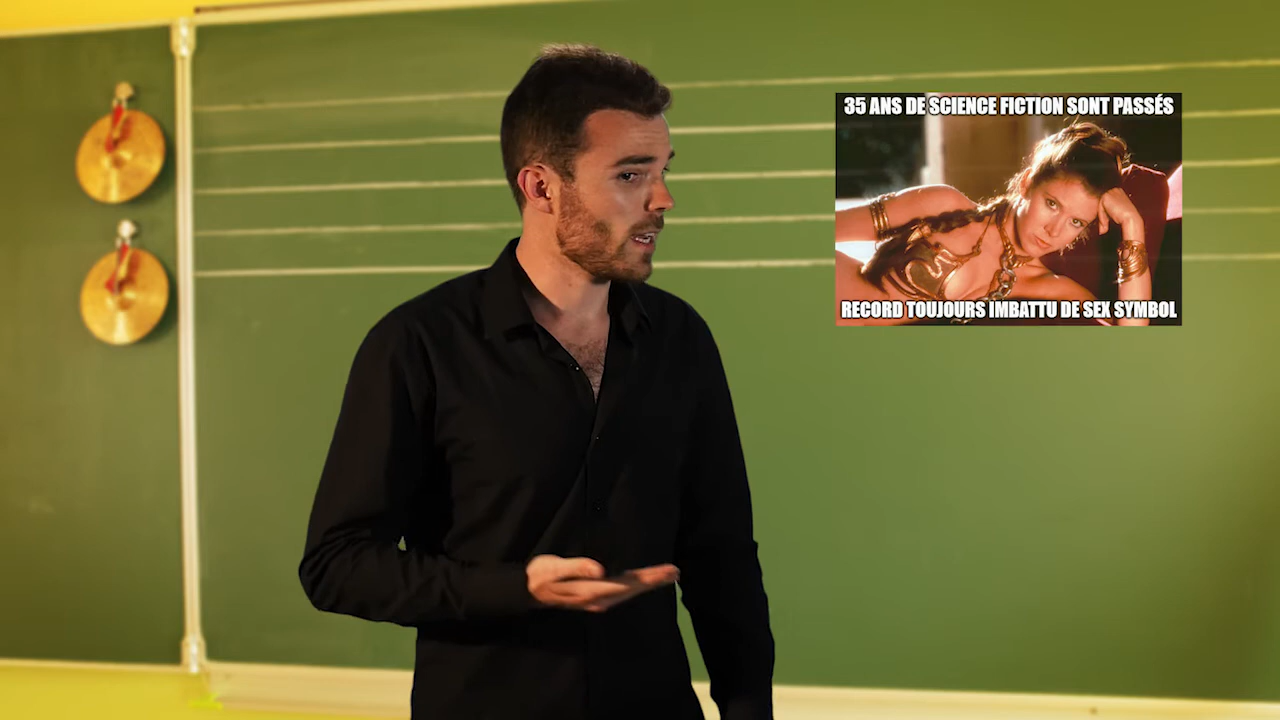 35 ANS DE SCIENCE FICTION SONT PASSÉS
RECORD TOUJOURS IMBATTU DE SEX SYMBOL